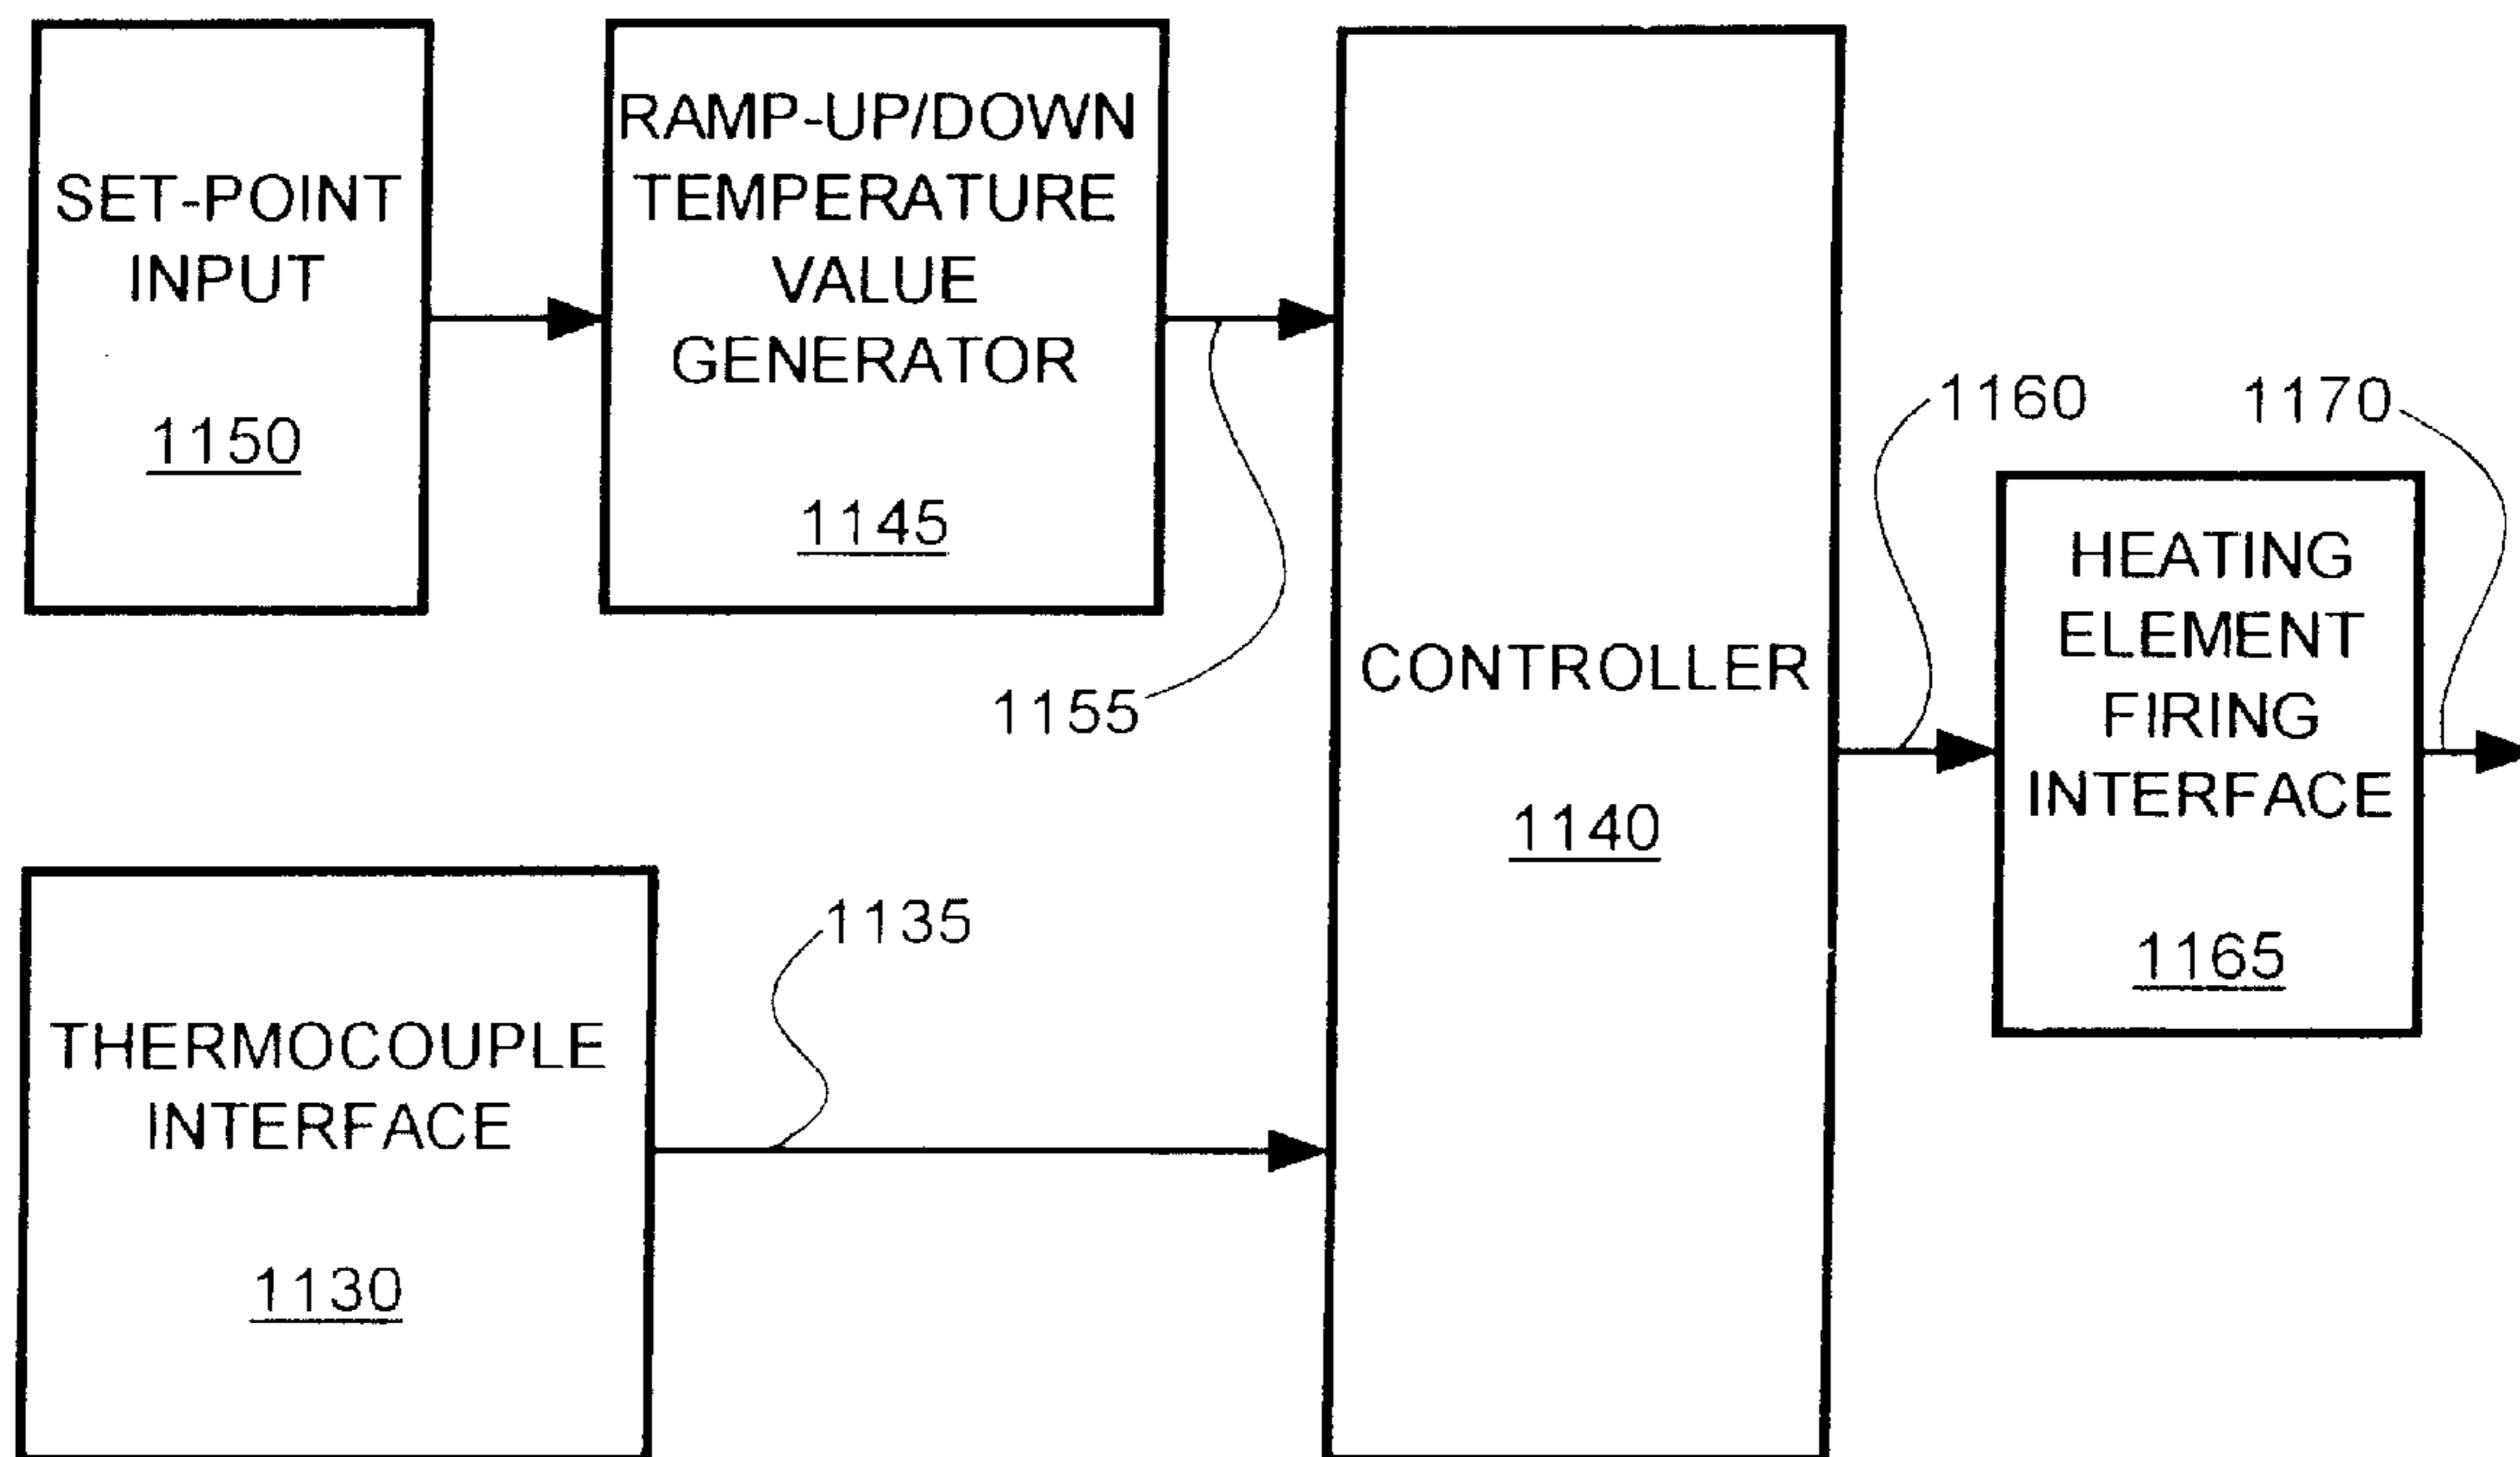 SET-POINT
INPUT
1150
RAMP-UP/DOWN
TEMPERATURE
VALUE
GENERATOR
1145
1155
CONTROLLER
1140
1160
1170
HEATING
ELEMENT
FIRING
INTERFACE
1165
THERMOCOUPLE
INTERFACE
1130
1135